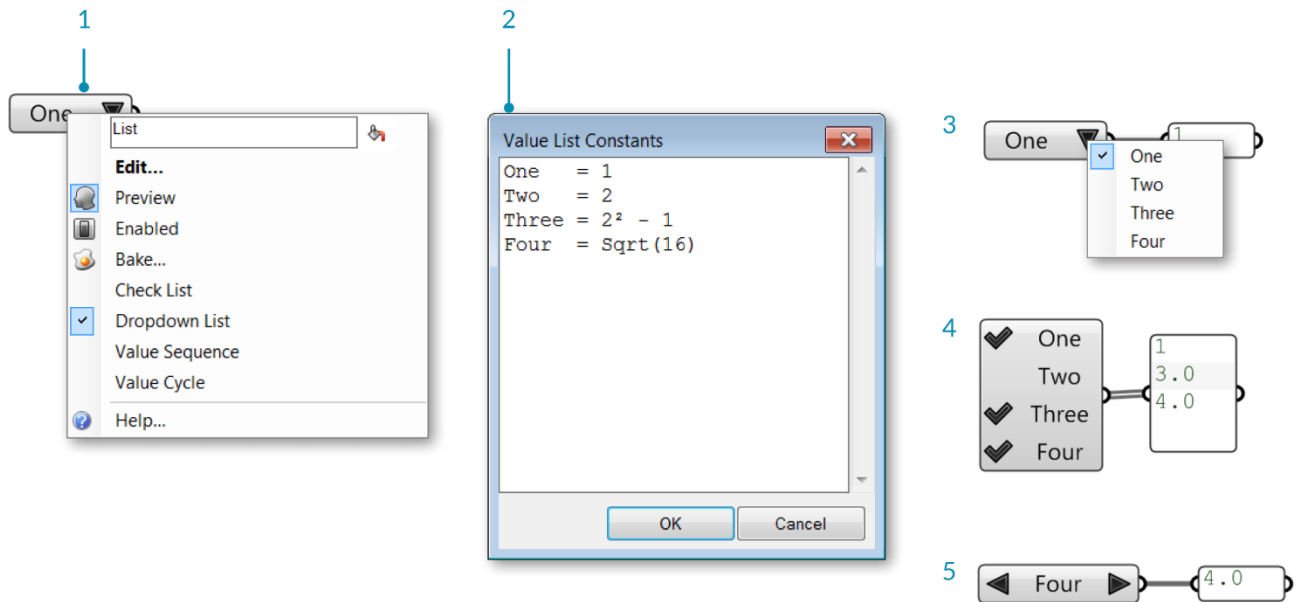 1
One
List
Edit...
Preview
Enabled
Bake...
Check List
Dropdown List
Value Sequence
Value Cycle
Help...
2
Value List Constants
One = 1
Two = 2
Three = 2² - 1
Four = Sqrt(16)
OK Cancel
3
One 1
One
Two
Three
Four
4
One
Two
Three
Four
1
3.0
4.0
5
Four 4.0